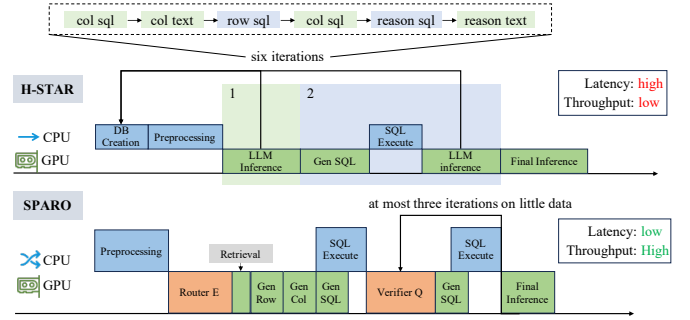 col sql col text row sql col sql reason sql reason text
six iterations
H-STAR
1 2
Latency: high
Throughput: low
CPU
DB Creation
Preprocessing
SQL Execute
GPU
LLM Inference
Gen SQL
LLM inference
Final Inference
SPARO
at most three iterations on little data
Latency: low
Throughput: High
CPU
Preprocessing
Retrieval
SQL Execute
SQL Execute
GPU
Router E
Gen Row
Gen Col
Gen SQL
Verifier Q
Gen SQL
Final Inference